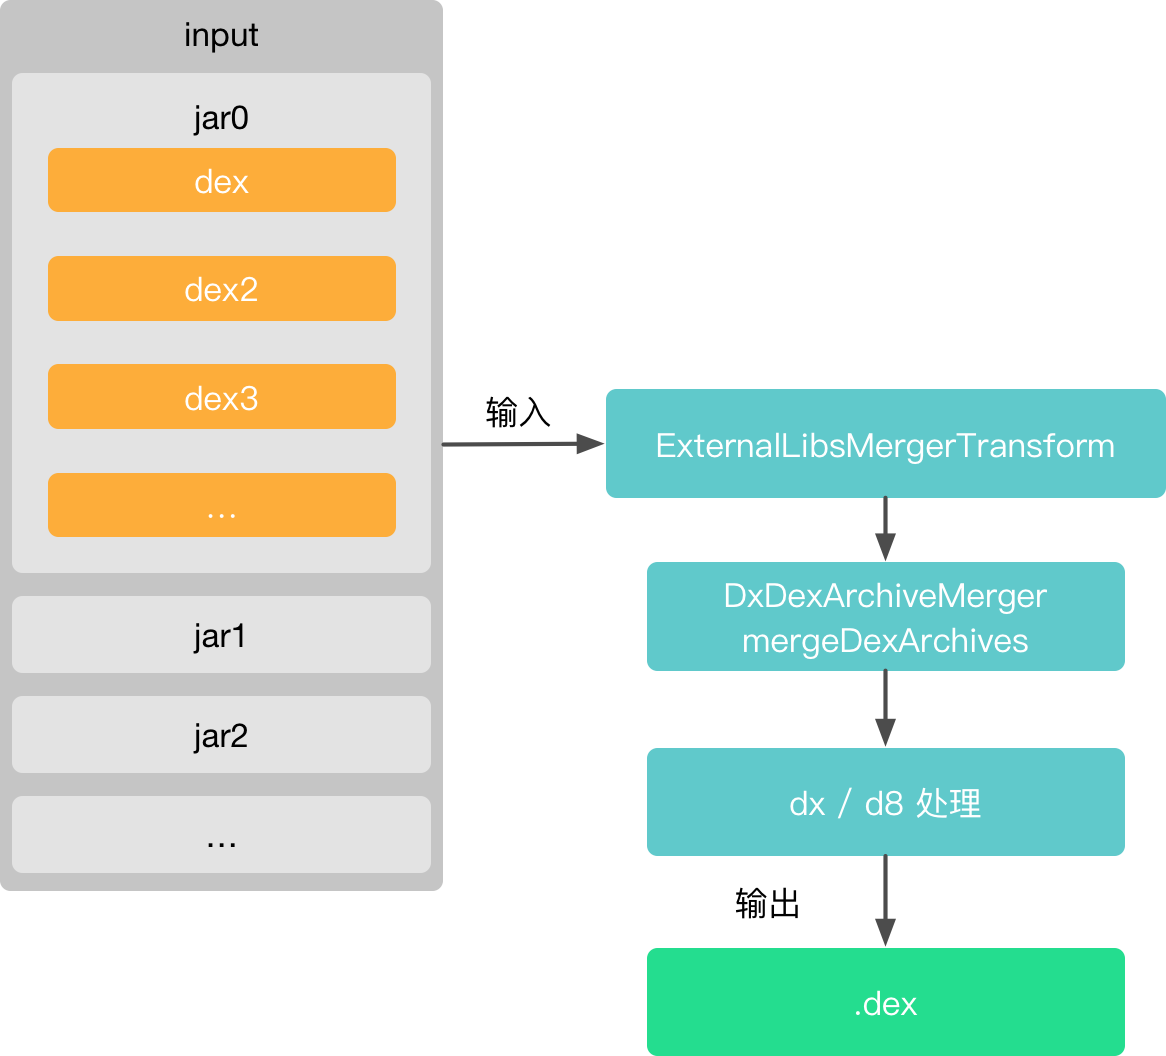 input
jar0
dex
dex2
dex3
...
jar1
jar2
...
输入
ExternalLibsMergerTransform
DxDexArchiveMerger
mergeDexArchives
dx / d8 处理
输出
.dex